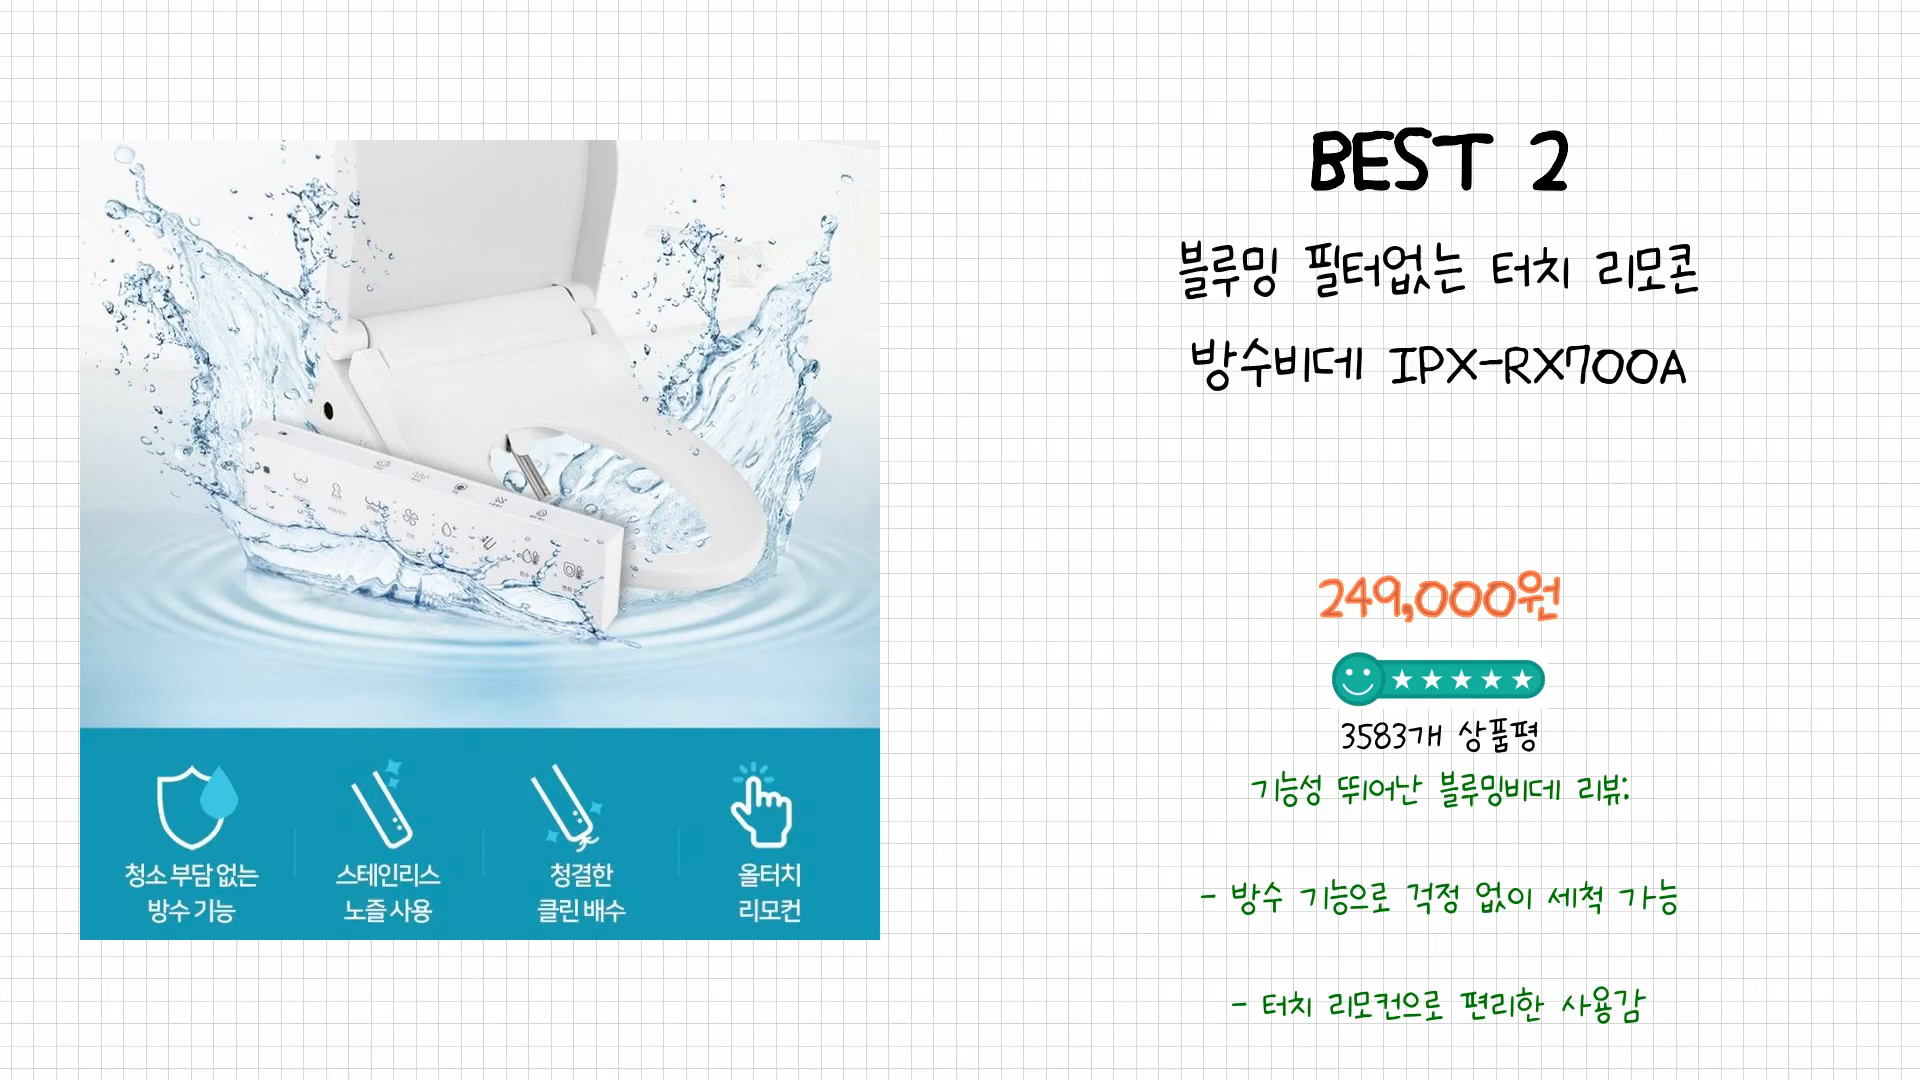 BEST 2
블루밍 필터없는 터치 리모콘
방수비데 IPX-RX700A
249,000원
3583개 상품평
기능성 뛰어난 블루밍비데 리뷰:
- 방수 기능으로 걱정 없이 세척 가능
- 터치 리모컨으로 편리한 사용감
청소 부담 없는
방수 기능
스테인리스
노즐 사용
청결한
클린 배수
올터치
리모컨